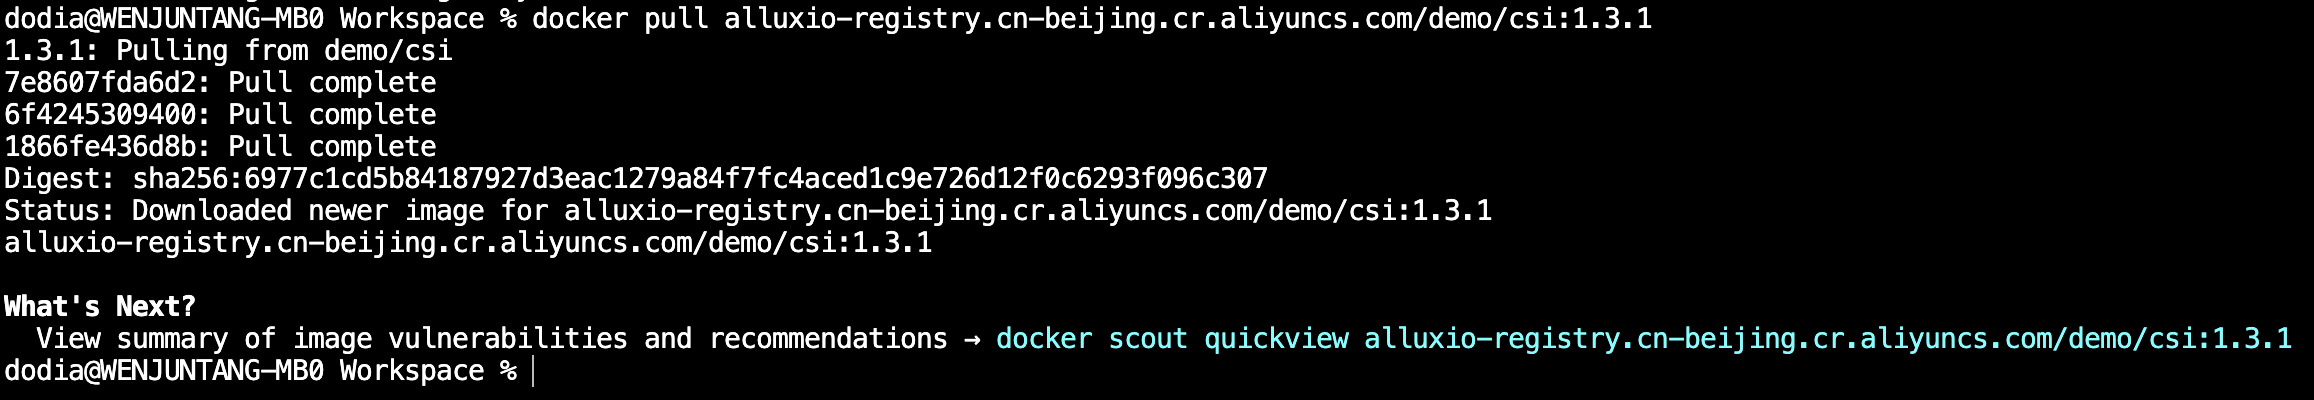 dodia@WENJUNTANG-MB0 Workspace % docker pull alluxio-registry.cn-beijing.cr.aliyuncs.com/demo/csi:1.3.1
1.3.1: Pulling from demo/csi
7e8607fda6d2: Pull complete
6f4245309400: Pull complete
1866fe436d8b: Pull complete
Digest: sha256:6977c1cd5b84187927d3eac1279a84f7fc4aced1c9e726d12f0c6293f096c307
Status: Downloaded newer image for alluxio-registry.cn-beijing.cr.aliyuncs.com/demo/csi:1.3.1
alluxio-registry.cn-beijing.cr.aliyuncs.com/demo/csi:1.3.1
What's Next?
View summary of image vulnerabilities and recommendations → docker scout quickview alluxio-registry.cn-beijing.cr.aliyuncs.com/demo/csi:1.3.1
dodia@WENJUNTANG-MB0 Workspace %